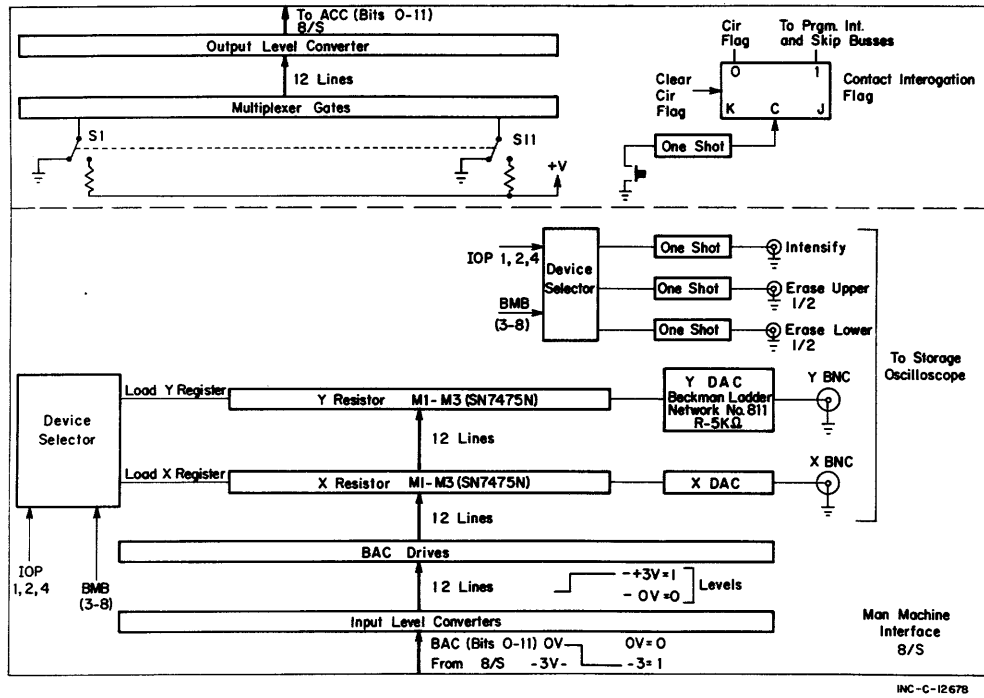 To ACC (Bits 0-11)
8/S
Output Level Converter
12 Lines
Multiplexer Gates
S1
S11
+V
Cir
Flag
To Prgm. Int.
and Skip Busses
0
1
Clear
Cir
Flag
K
C
J
Contact Interogation
Flag
One Shot
IOP 1, 2, 4
BMB
(3-8)
Device
Selector
One Shot
Intensify
One Shot
Erase Upper
1/2
One Shot
Erase Lower
1/2
To Storage
Oscilloscope
Device
Selector
Load Y Register
Y Resistor M1-M3 (SN7475N)
Y DAC
Beckman Ladder
Network No. 811
R-5KΩ
Y BNC
12 Lines
Load X Register
X Resistor M1-M3 (SN7475N)
X DAC
X BNC
12 Lines
IOP
1, 2, 4
BMB
(3-8)
BAC Drives
12 Lines
-+3V=1
- 0V=0
Levels
Input Level Converters
BAC (Bits 0-11) 0V
0V=0
From 8/S -3V-
-3=1
Man Machine
Interface
8/S
INC-C-12678